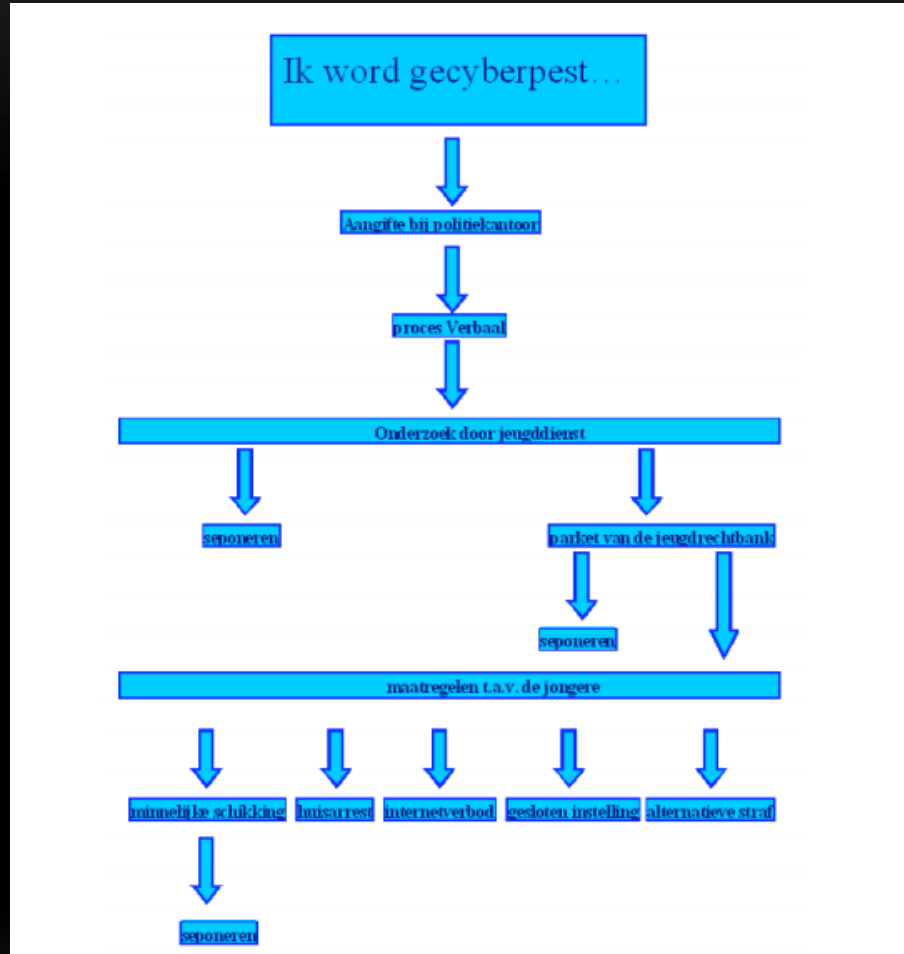 Ik word gecyberpest...
Aangifte bij politiekantoor
proces Verbaal
Onderzoek door jeugddienst
seponeren
parket van de jeugdrechtbank
seponeren
maatregelen t.a.v. de jongere
minnelijke schikking
huisarrest
internetverbod
gesloten instelling
alternatieve straf
seponeren